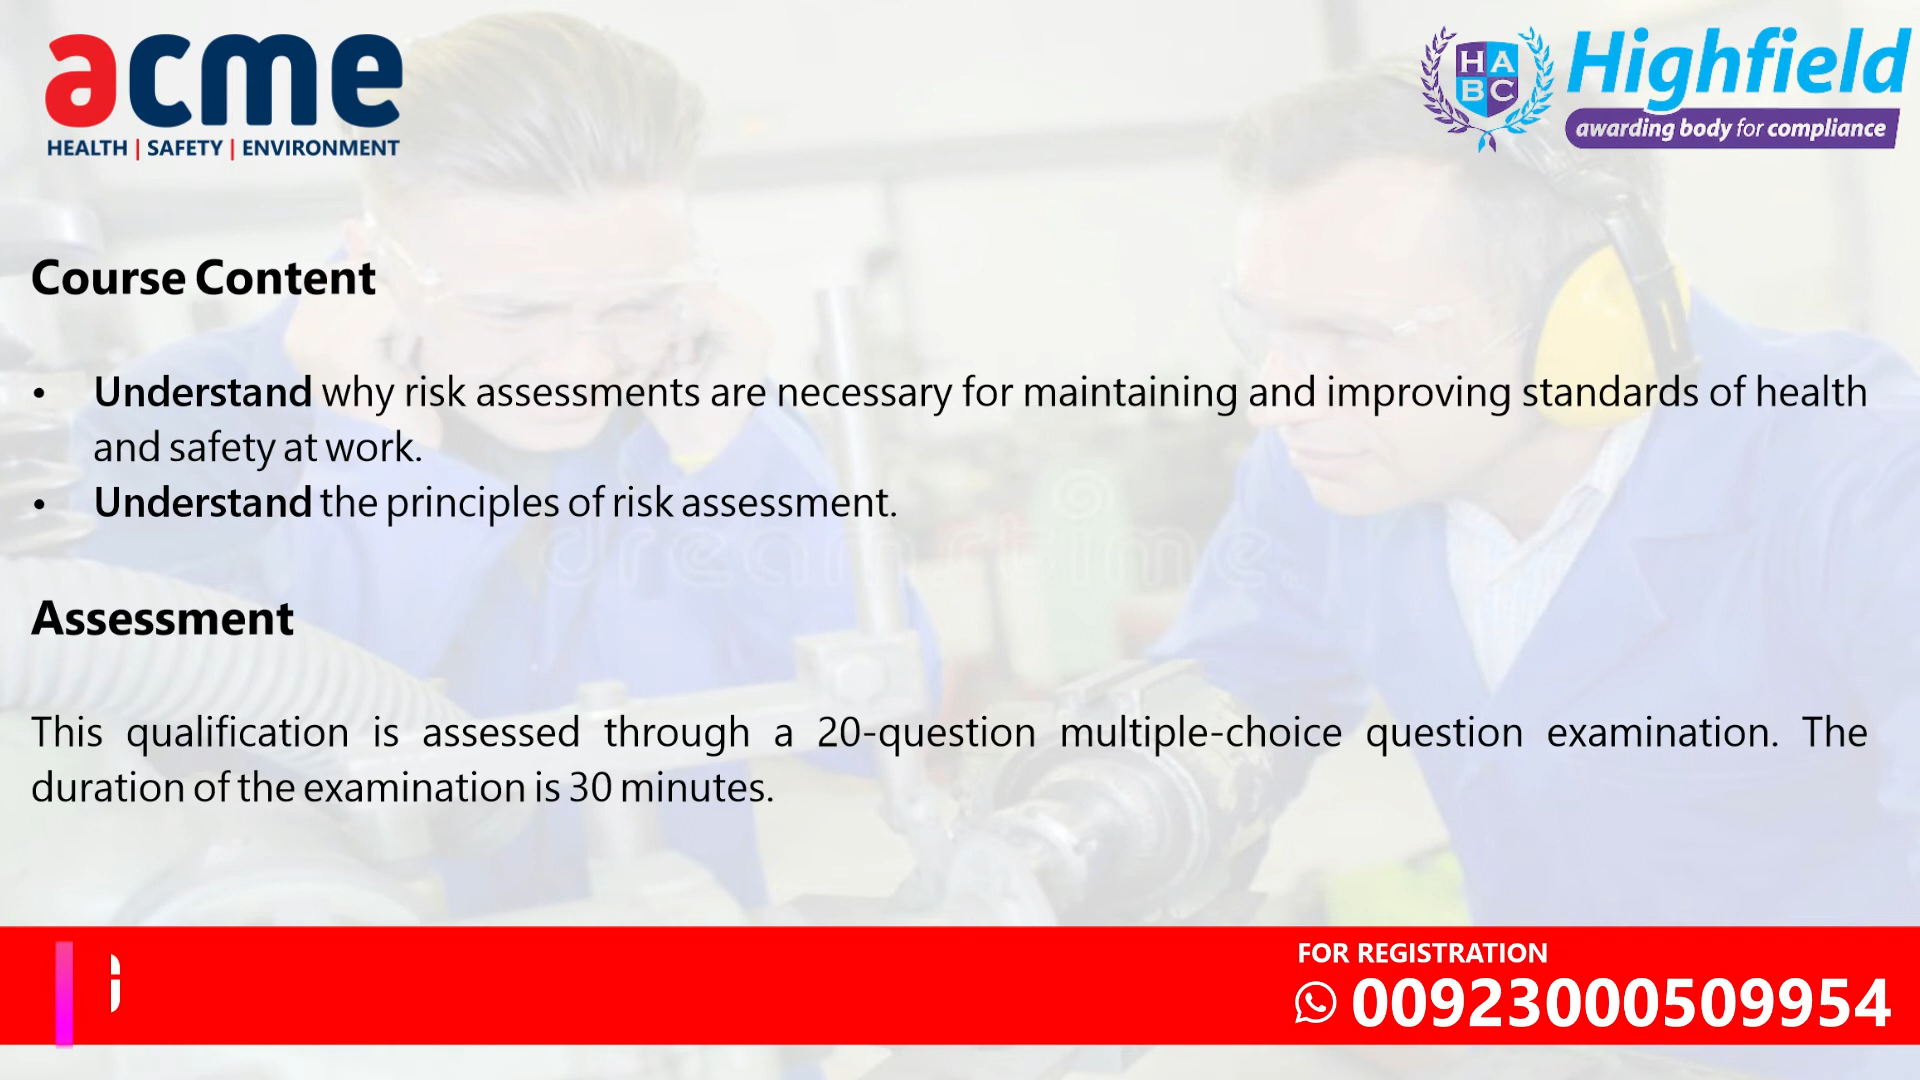 acme
HEALTH | SAFETY | ENVIRONMENT
HABC
Highfield
awarding body for compliance
Course Content
• Understand why risk assessments are necessary for maintaining and improving standards of health
and safety at work.
• Understand the principles of risk assessment.
dreamstime.
Assessment
This qualification is assessed through a 20-question multiple-choice question examination. The
duration of the examination is 30 minutes.
FOR REGISTRATION
00923000509954